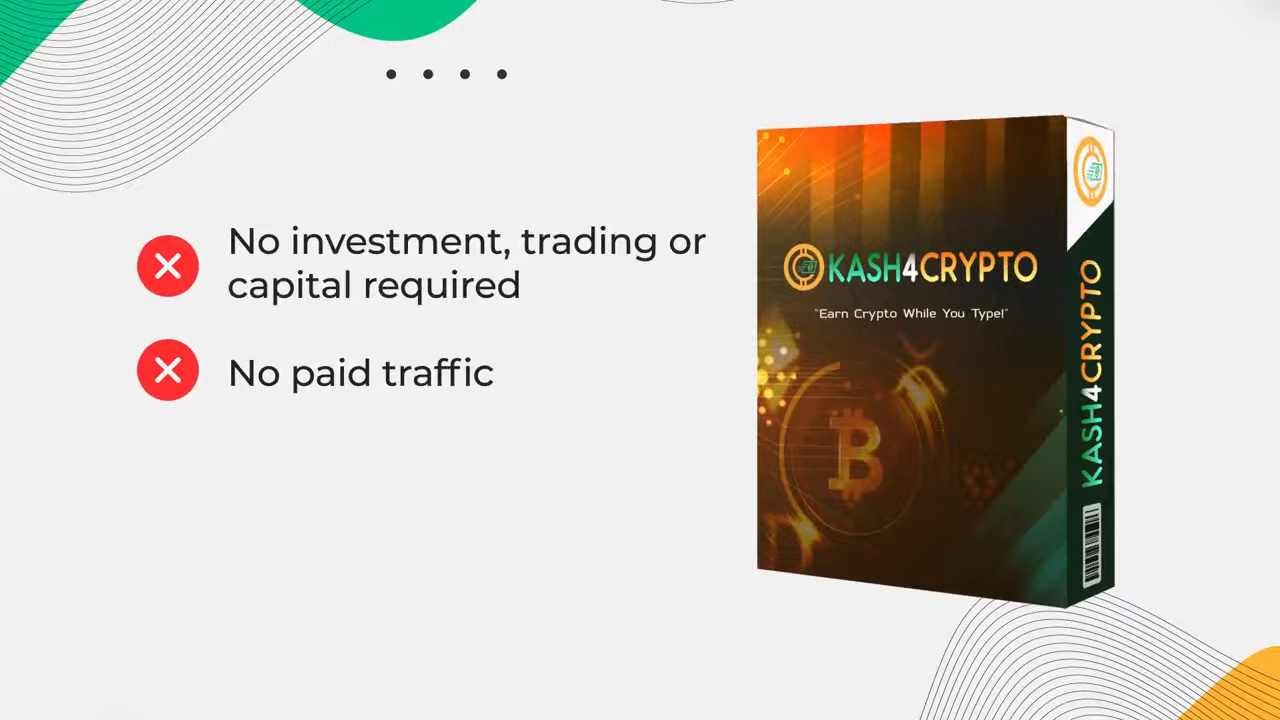 No investment, trading or
capital required
No paid traffic
KASH4CRYPTO
"Earn Crypto While You Type!"
KASH4CRYPTO